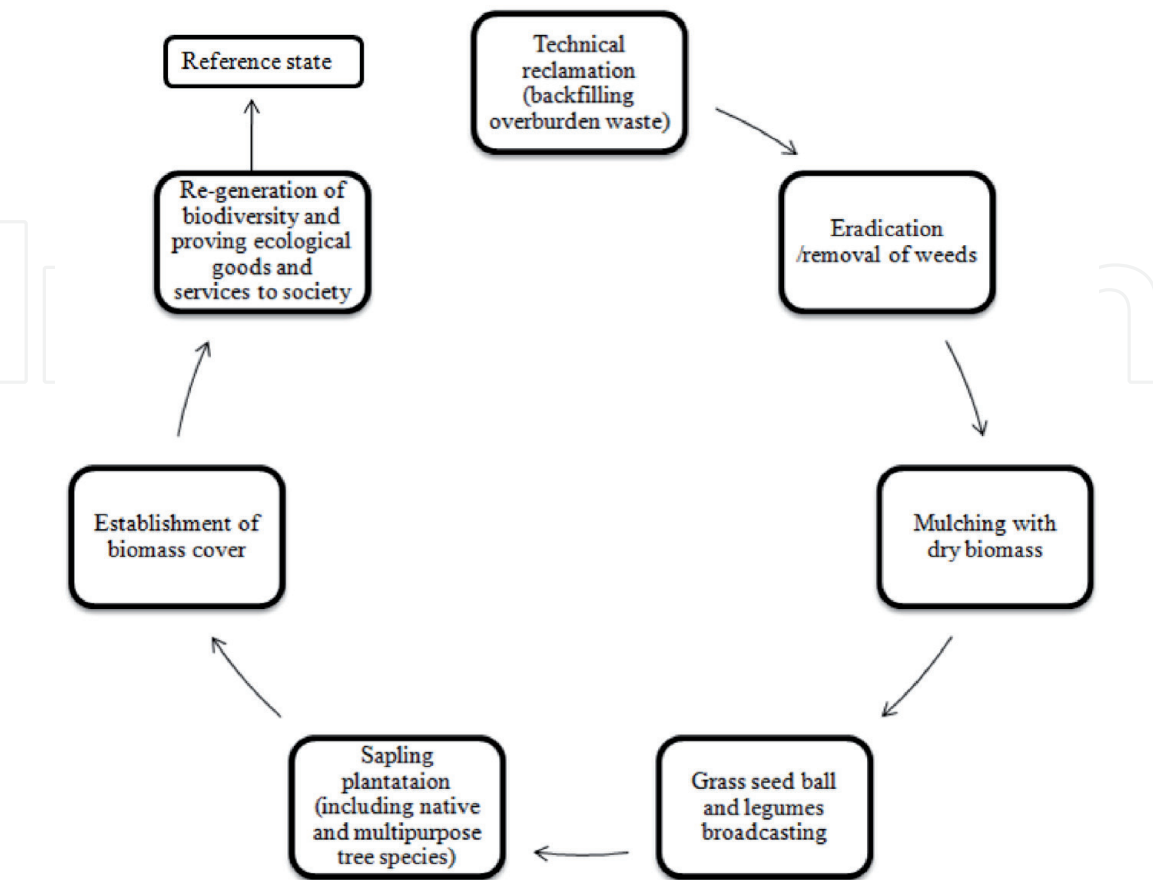 Reference state
Technical
reclamation
(backfilling
overburden waste)
Eradication
/removal of weeds
Mulching with
dry biomass
Grass seed ball
and legumes
broadcasting
Sapling
plantataion
(including native
and multipurpose
tree species)
Establishment of
biomass cover
Re-generation of
biodiversity and
proving ecological
goods and
services to society